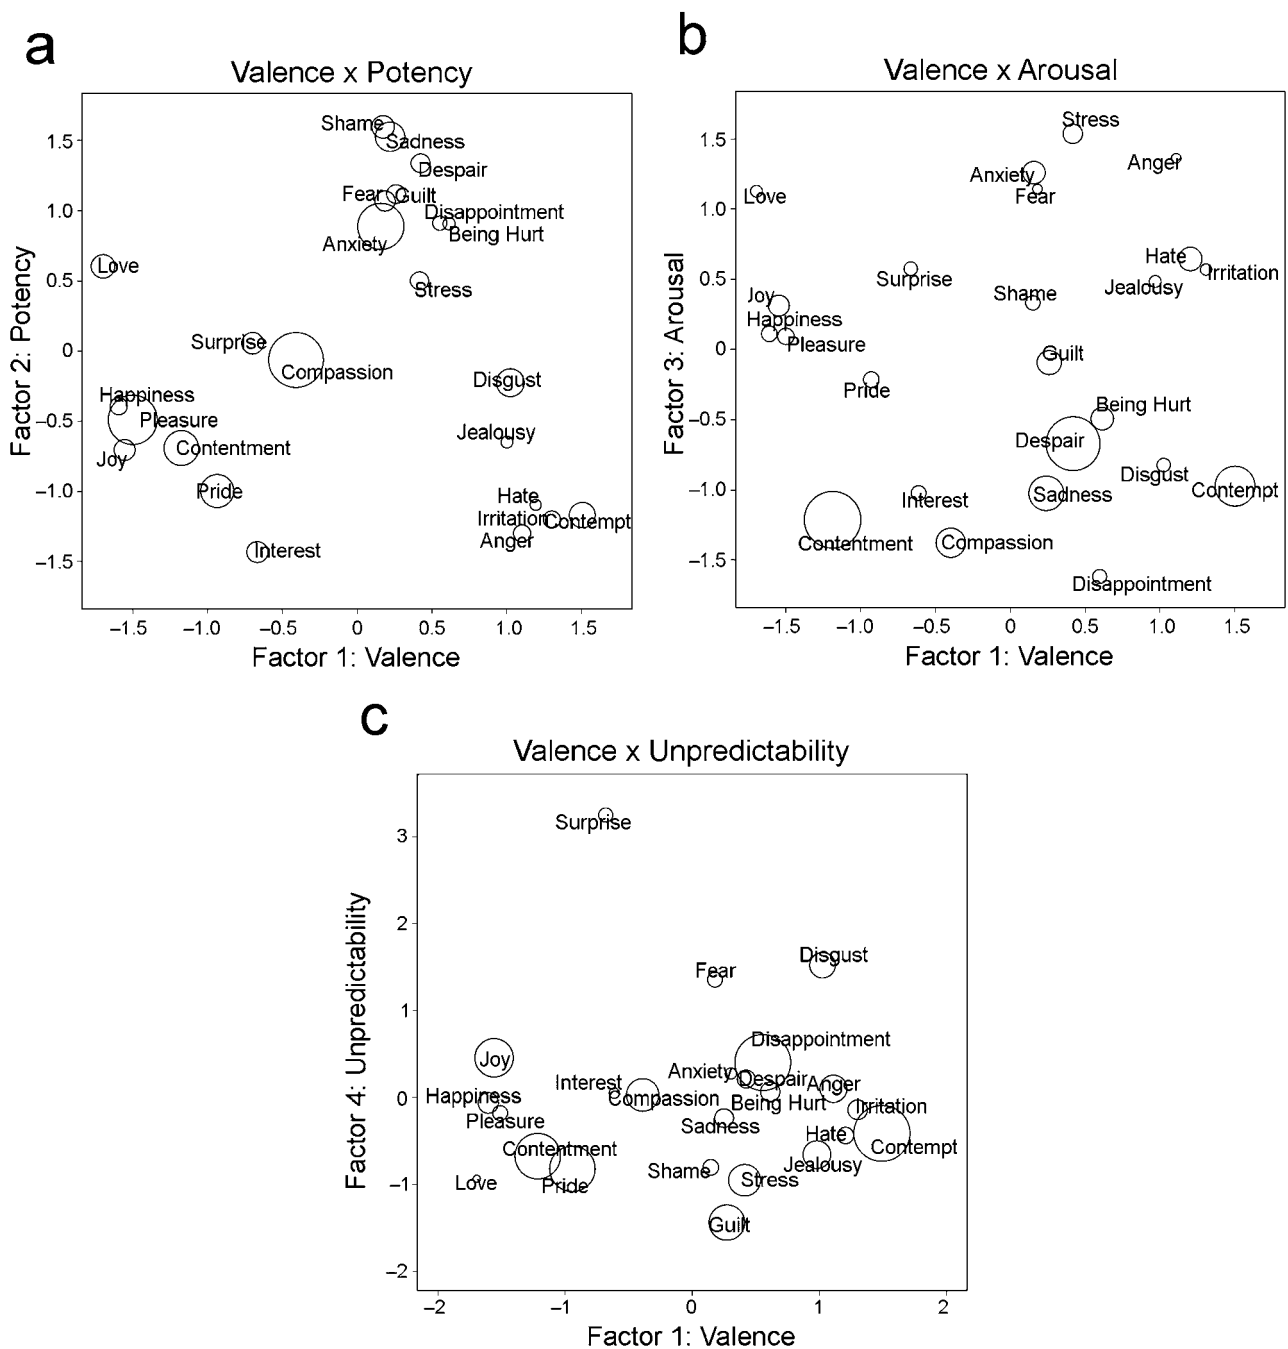 a
Valence x Potency
Factor 2: Potency
1.5
1.0
0.5
0
–0.5
–1.0
–1.5
Shame
Sadness
Despair
Fear
Guilt
Disappointment
Being Hurt
Anxiety
Love
Stress
Surprise
Compassion
Disgust
Happiness
Pleasure
Jealousy
Contentment
Joy
Pride
Hate
Irritation
Contempt
Anger
Interest
–1.5 –1.0 –0.5 0 0.5 1.0 1.5
Factor 1: Valence
b
Valence x Arousal
Factor 3: Arousal
1.5
1.0
0.5
0
–0.5
–1.0
–1.5
Stress
Anger
Anxiety
Fear
Love
Hate
Irritation
Surprise
Jealousy
Shame
Joy
Happiness
Pleasure
Guilt
Pride
Being Hurt
Despair
Disgust
Contempt
Sadness
Interest
Contentment
Compassion
Disappointment
–1.5 –1.0 –0.5 0 0.5 1.0 1.5
Factor 1: Valence
c
Valence x Unpredictability
Factor 4: Unpredictability
3
2
1
0
–1
–2
Surprise
Disgust
Fear
Disappointment
Joy
Anxiety
Despair
Interest
Anger
Happiness
Compassion
Being Hurt
Irritation
Pleasure
Sadness
Hate
Contempt
Contentment
Jealousy
Shame
Stress
Love
Pride
Guilt
–2 –1 0 1 2
Factor 1: Valence